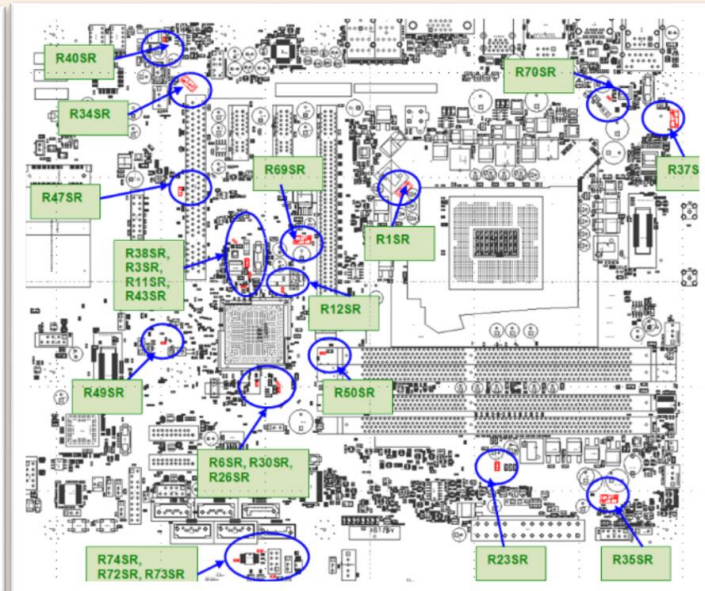 R40SR
R70SR
R34SR
R69SR
R47SR
R37S
R1SR
R38SR,
R3SR,
R11SR,
R43SR
R12SR
R49SR
R50SR
R6SR, R30SR,
R26SR
R74SR,
R72SR, R73SR
R23SR
R35SR